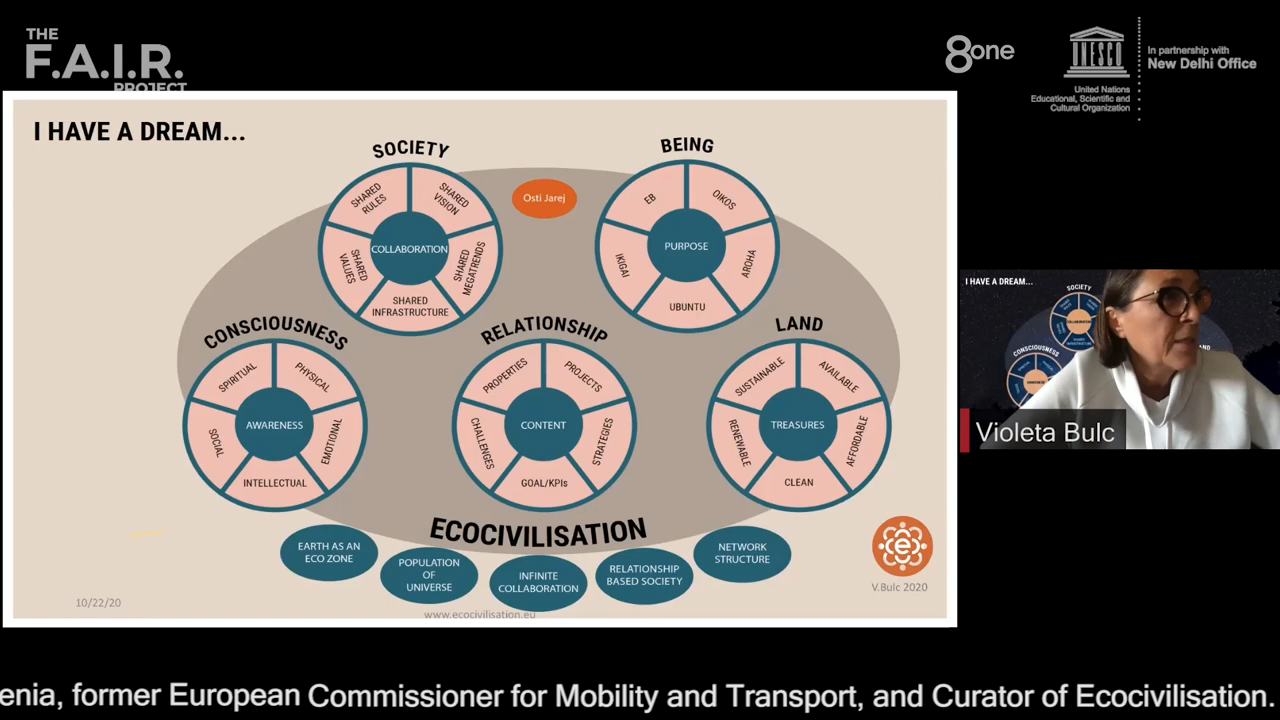 THE
F.A.I.R.
PROJECT
8one
UNESCO
United Nations
Educational, Scientific and
Cultural Organization
In partnership with
New Delhi Office
I HAVE A DREAM...
SOCIETY
SHARED
RULES
SHARED
VISION
SHARED
VALUES
COLLABORATION
SHARED
MEGATRENDS
SHARED
INFRASTRUCTURE
Osti Jarej
BEING
EB
OIKOS
IKIGAI
PURPOSE
AROHA
UBUNTU
CONSCIOUSNESS
SPIRITUAL
PHYSICAL
SOCIAL
AWARENESS
EMOTIONAL
INTELLECTUAL
RELATIONSHIP
PROPERTIES
PROJECTS
CHALLENGES
CONTENT
STRATEGIES
GOAL/KPIs
LAND
SUSTAINABLE
AVAILABLE
RENEWABLE
TREASURES
AFFORDABLE
CLEAN
ECOCIVILISATION
EARTH AS AN
ECO ZONE
POPULATION
OF
UNIVERSE
INFINITE
COLLABORATION
RELATIONSHIP
BASED SOCIETY
NETWORK
STRUCTURE
e
V.Bulc 2020
10/22/20
www.ecocivilisation.eu
I HAVE A DREAM...
SOCIETY
COLLABORATION
CONSCIOUSNESS
Violeta Bulc
enia, former European Commissioner for Mobility and Transport, and Curator of Ecocivilisation.